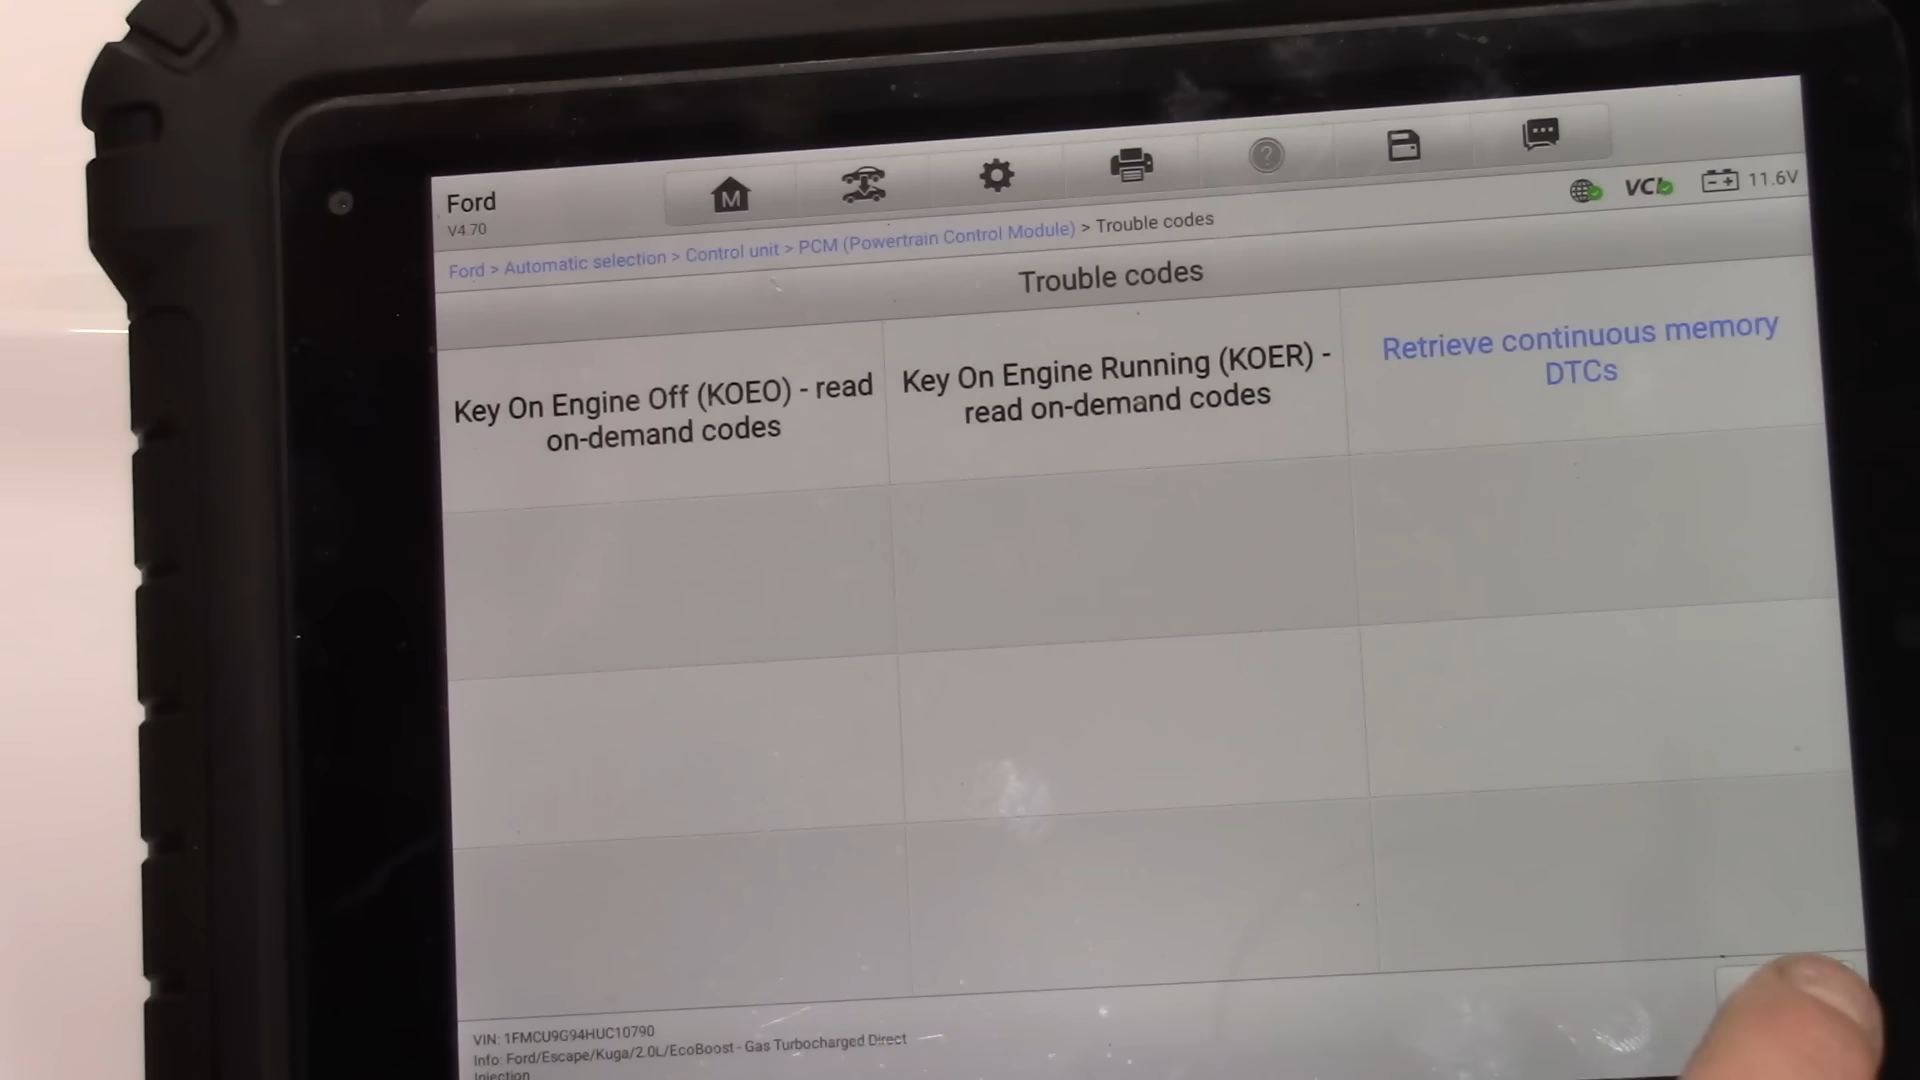 Ford
V4.70
M
?
VCI
11.6V
Ford > Automatic selection > Control unit > PCM (Powertrain Control Module) > Trouble codes
Trouble codes
Key On Engine Off (KOEO) - read
on-demand codes
Key On Engine Running (KOER) -
read on-demand codes
Retrieve continuous memory
DTCs
VIN: 1FMCU9G94HUC10790
Info: Ford/Escape/Kuga/2.0L/EcoBoost - Gas Turbocharged Direct
Injection